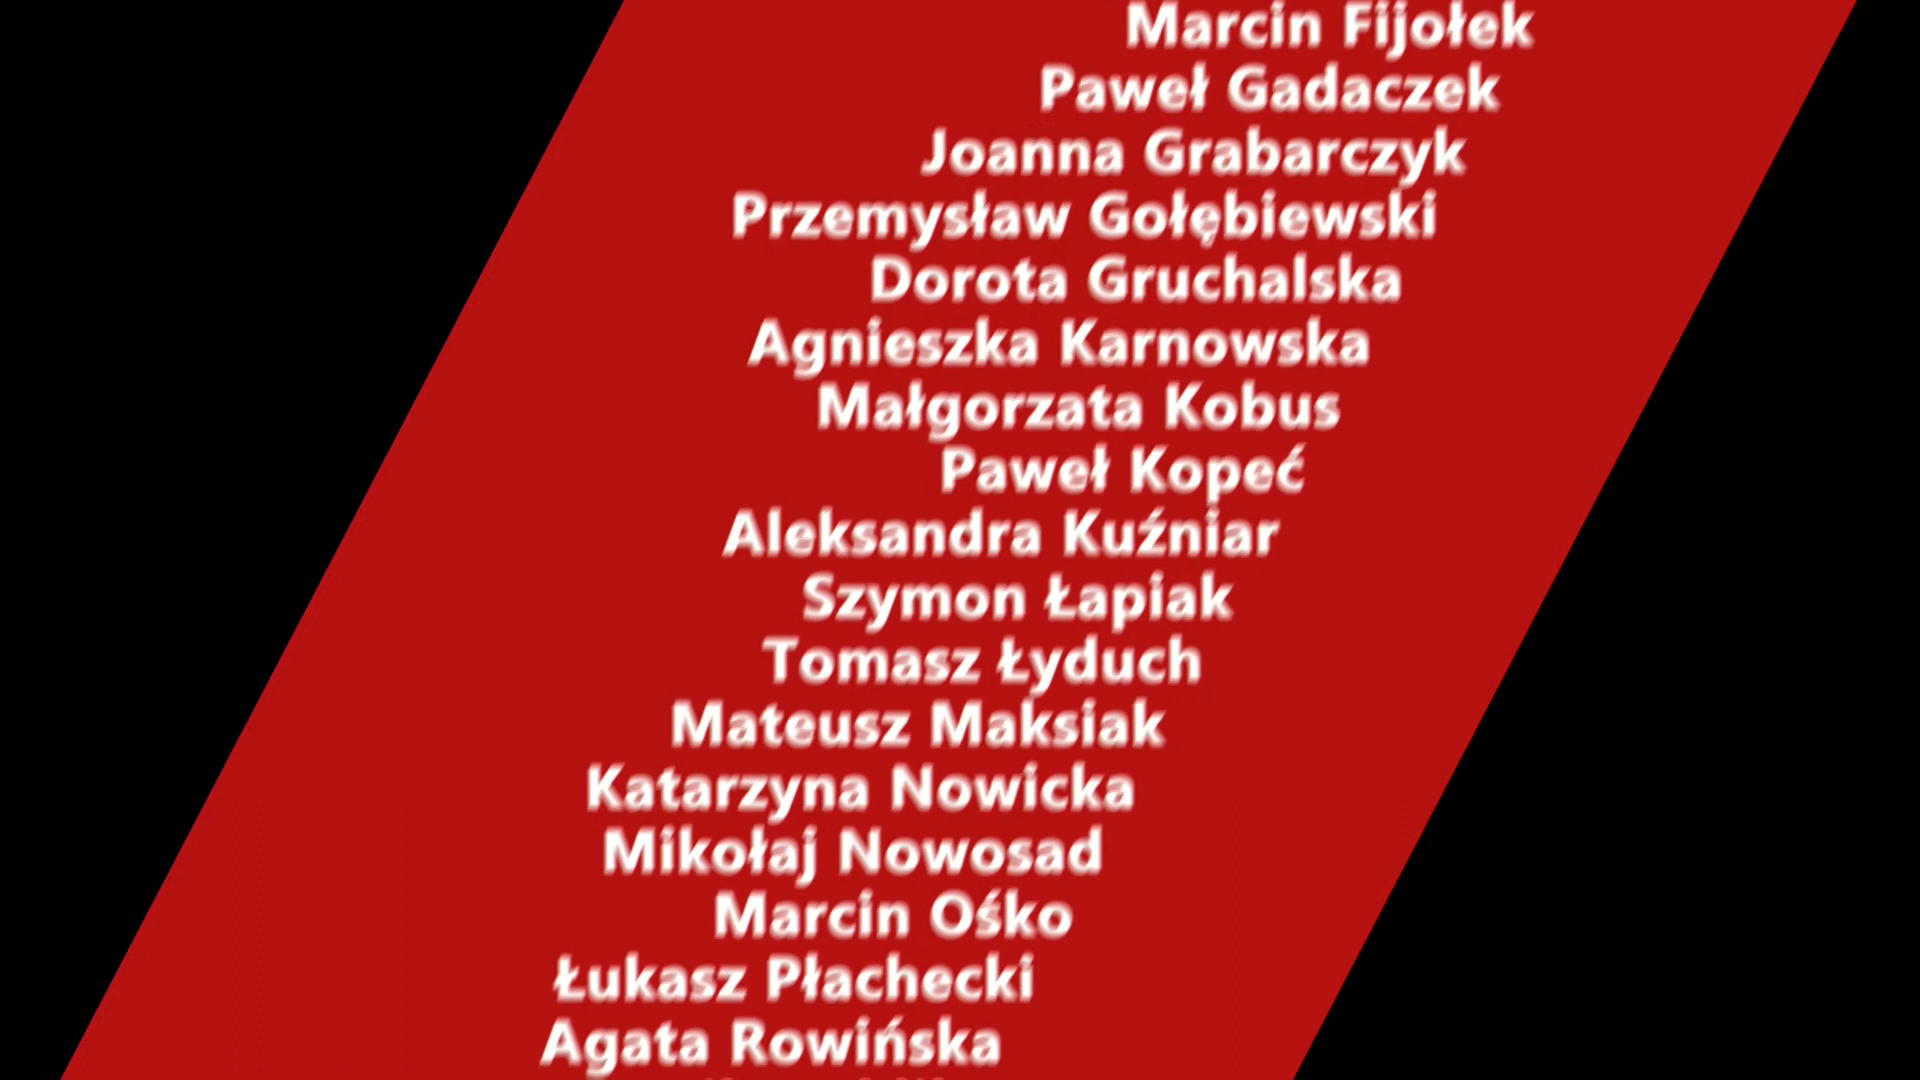 Marcin Fijołek
Paweł Gadaczek
Joanna Grabarczyk
Przemysław Gołębiewski
Dorota Gruchalska
Agnieszka Karnowska
Małgorzata Kobus
Paweł Kopeć
Aleksandra Kuźniar
Szymon Łapiak
Tomasz Łyduch
Mateusz Maksiak
Katarzyna Nowicka
Mikołaj Nowosad
Marcin Ośko
Łukasz Płachecki
Agata Rowińska